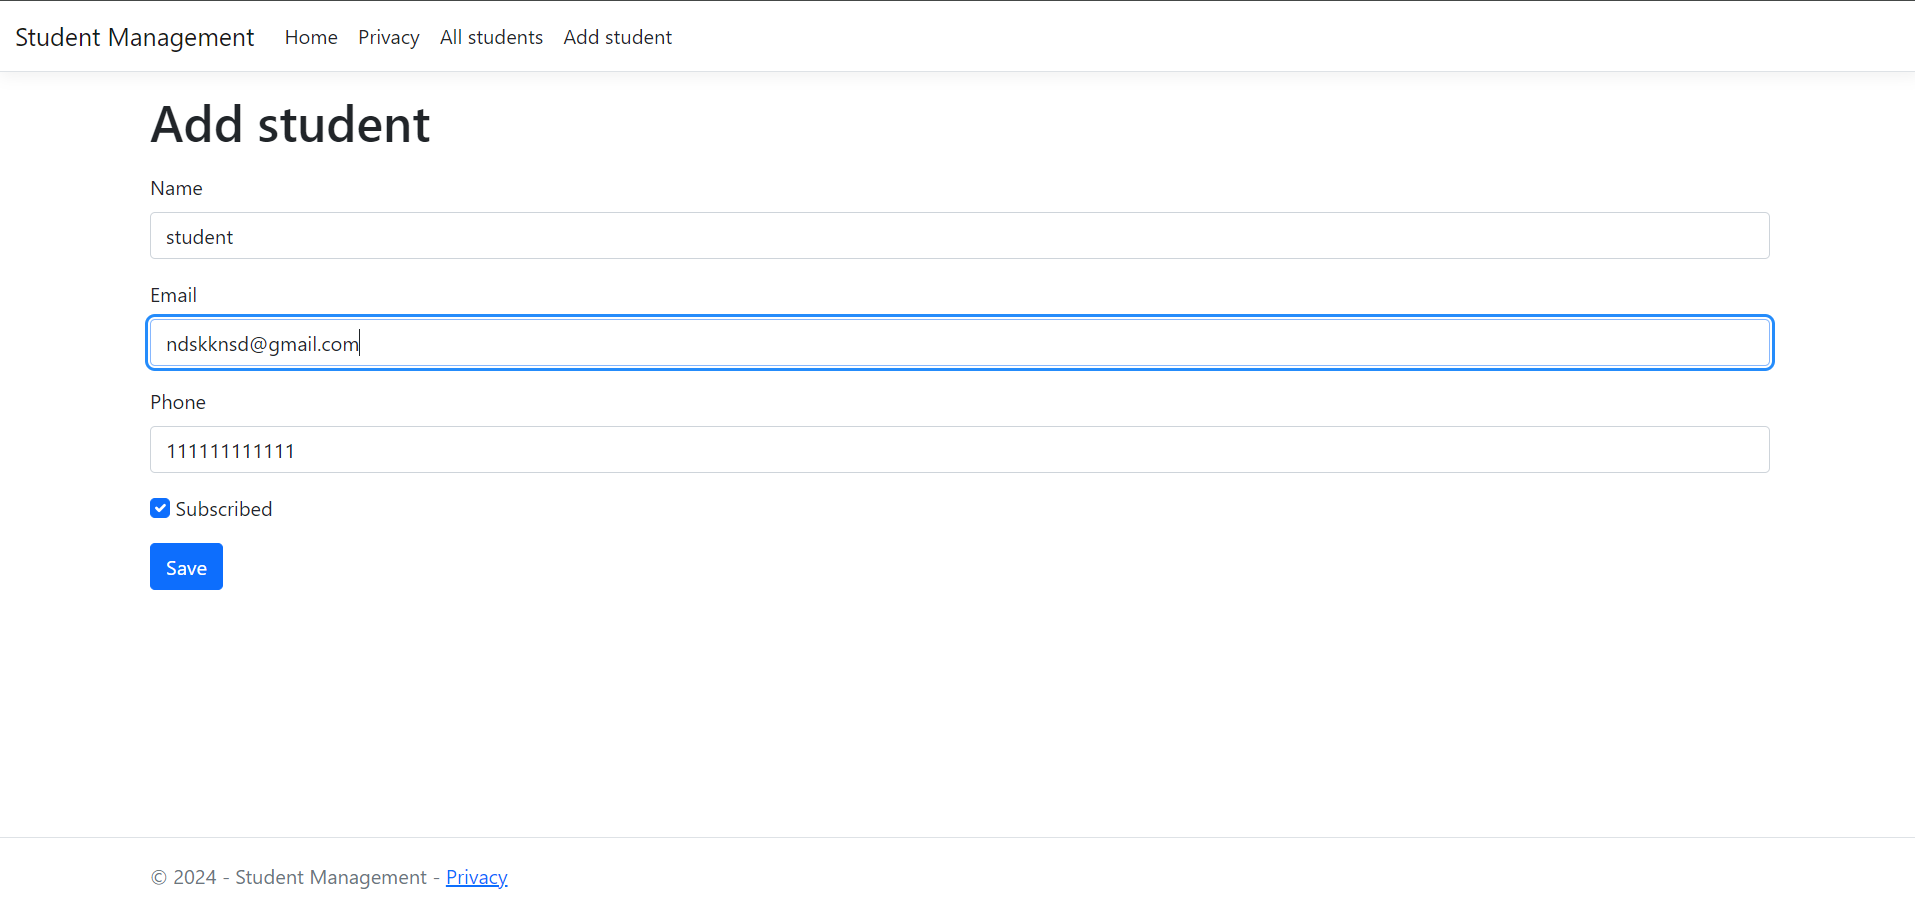 Student Management Home Privacy All students Add student
Add student
Name
student
Email
ndskknsd@gmail.com
Phone
111111111111
Subscribed
Save
© 2024 - Student Management - Privacy